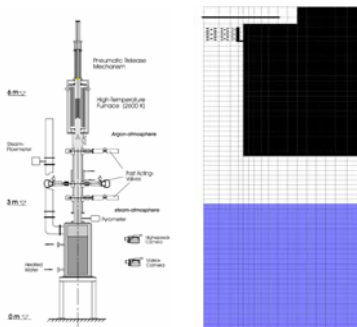 Pneumatic Release
Mechanism
6 m
High-Temperature
Furnace (2600 K)
Steam-
Flowmeter
Argon-atmosphere
Fast Acting-
Valves
3 m
steam-atmosphere
Pyrometer
Highspeed-
Camera
Video-
Camera
Heated
Water
0 m